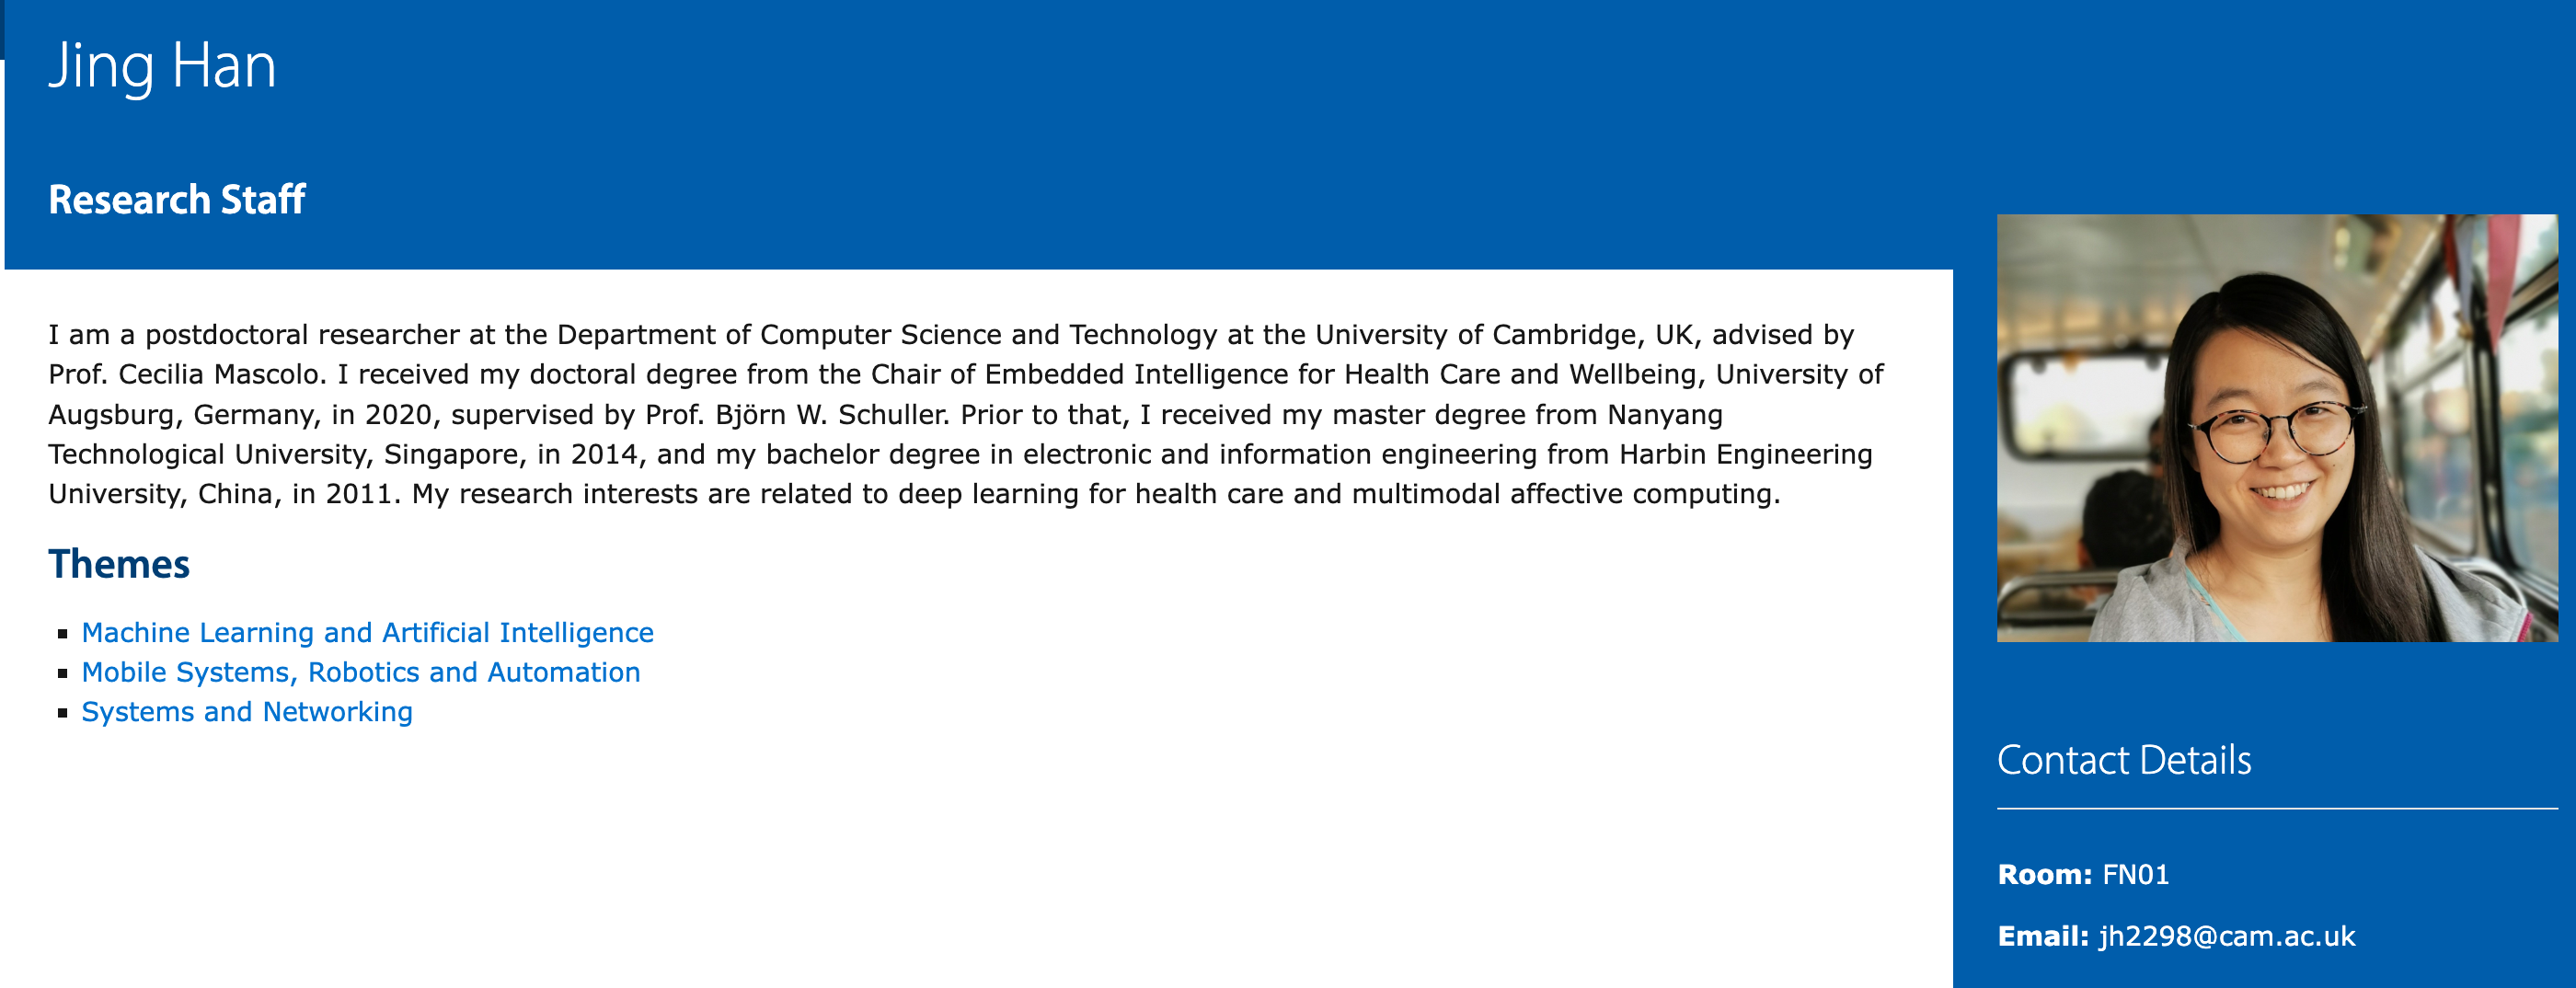 Jing Han
Research Staff
I am a postdoctoral researcher at the Department of Computer Science and Technology at the University of Cambridge, UK, advised by
Prof. Cecilia Mascolo. I received my doctoral degree from the Chair of Embedded Intelligence for Health Care and Wellbeing, University of
Augsburg, Germany, in 2020, supervised by Prof. Björn W. Schuller. Prior to that, I received my master degree from Nanyang
Technological University, Singapore, in 2014, and my bachelor degree in electronic and information engineering from Harbin Engineering
University, China, in 2011. My research interests are related to deep learning for health care and multimodal affective computing.
Themes
Machine Learning and Artificial Intelligence
Mobile Systems, Robotics and Automation
Systems and Networking
Contact Details
Room: FN01
Email: jh2298@cam.ac.uk